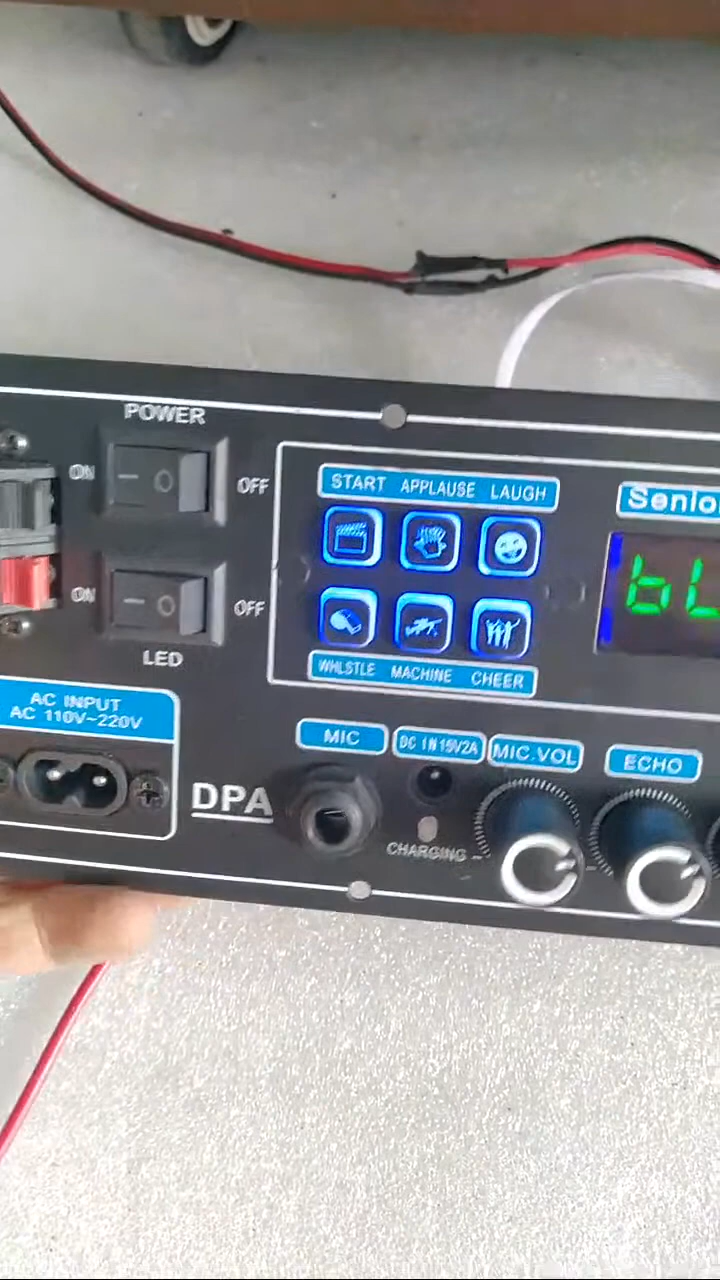 POWER
ON OFF
ON OFF
LED
START APPLAUSE LAUGH
WHLSTLE MACHINE CHEER
Senio
bL
AC INPUT
AC 110V~220V
DPA
MIC
DC IN 15V2A
MIC.VOL
ECHO
CHARGING